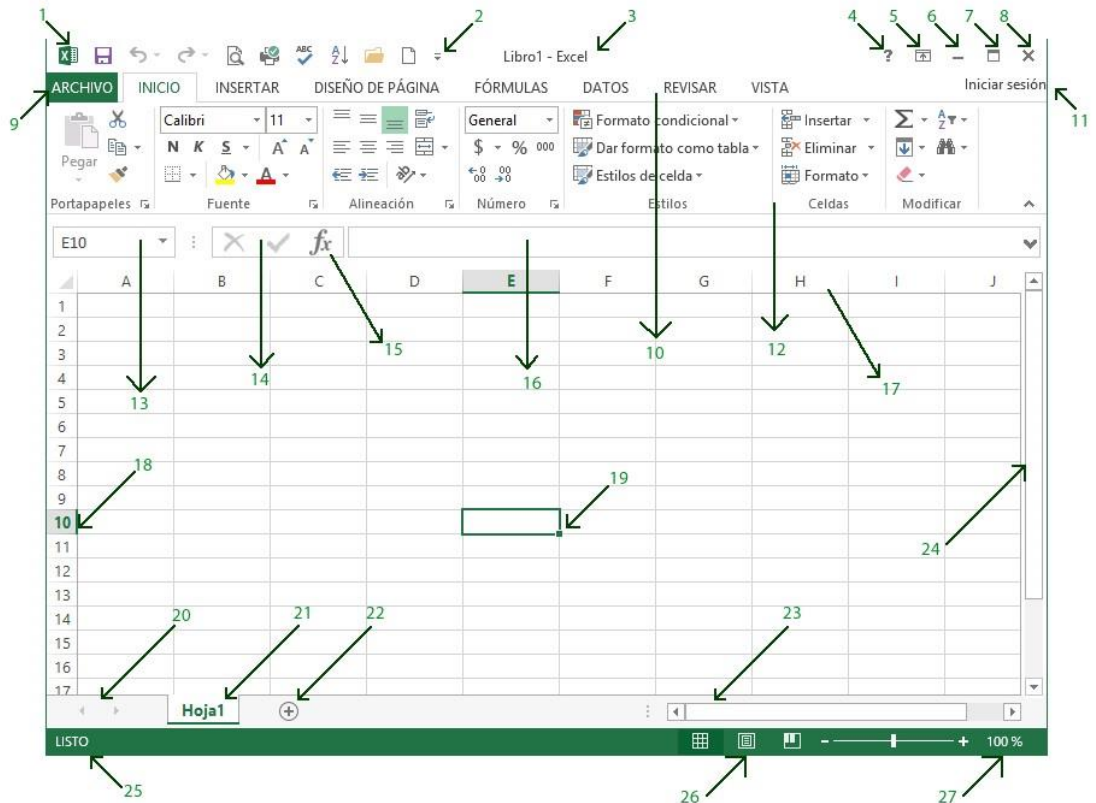 1 2 3 4 5 6 7 8
ABC Libro1 - Excel ?
ARCHIVO INICIO INSERTAR DISEÑO DE PÁGINA FÓRMULAS DATOS REVISAR VISTA Iniciar sesión
9 11
Calibri 11 General Formato condicional Insertar
Pegar N K S A A $ % 000 Dar formato como tabla Eliminar
A Estilos de celda Formato
Portapapeles Fuente Alineación Número Estilos Celdas Modificar
E10 fx
A B C D E F G H I J
1
2
3 15 10 12
4 14 16 17
5 13
6
7
8 18 19
9
10
11 24
12
13
14 20 21 22 23
15
16
17
Hoja1
LISTO 100 %
25 26 27